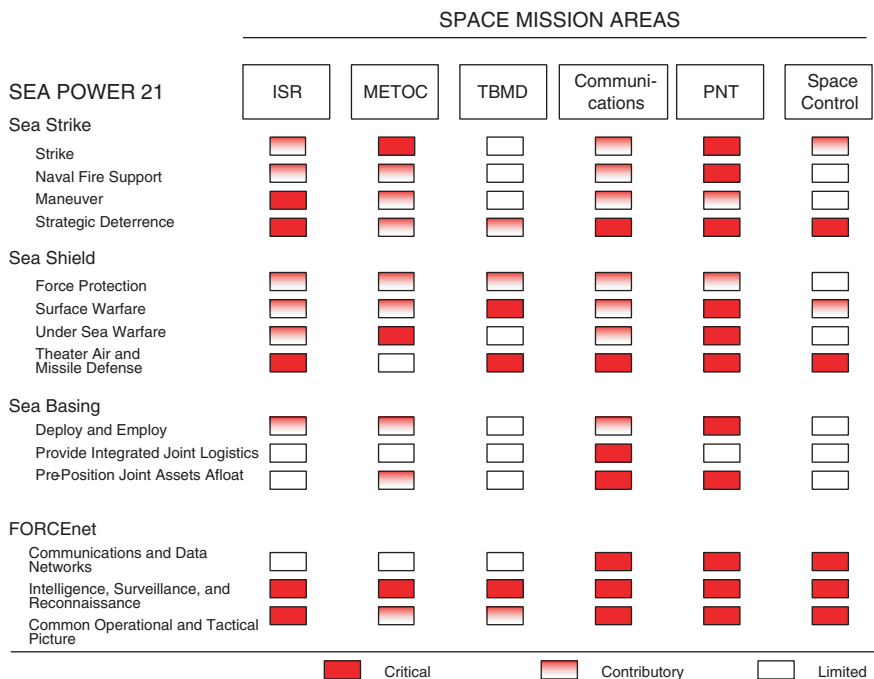 SPACE MISSION AREAS
SEA POWER 21
ISR
METOC
TBMD
Communi-
cations
PNT
Space
Control
Sea Strike
Strike
Naval Fire Support
Maneuver
Strategic Deterrence
Sea Shield
Force Protection
Surface Warfare
Under Sea Warfare
Theater Air and
Missile Defense
Sea Basing
Deploy and Employ
Provide Integrated Joint Logistics
Pre-Position Joint Assets Afloat
FORCEnet
Communications and Data
Networks
Intelligence, Surveillance, and
Reconnaissance
Common Operational and Tactical
Picture
Critical
Contributory
Limited